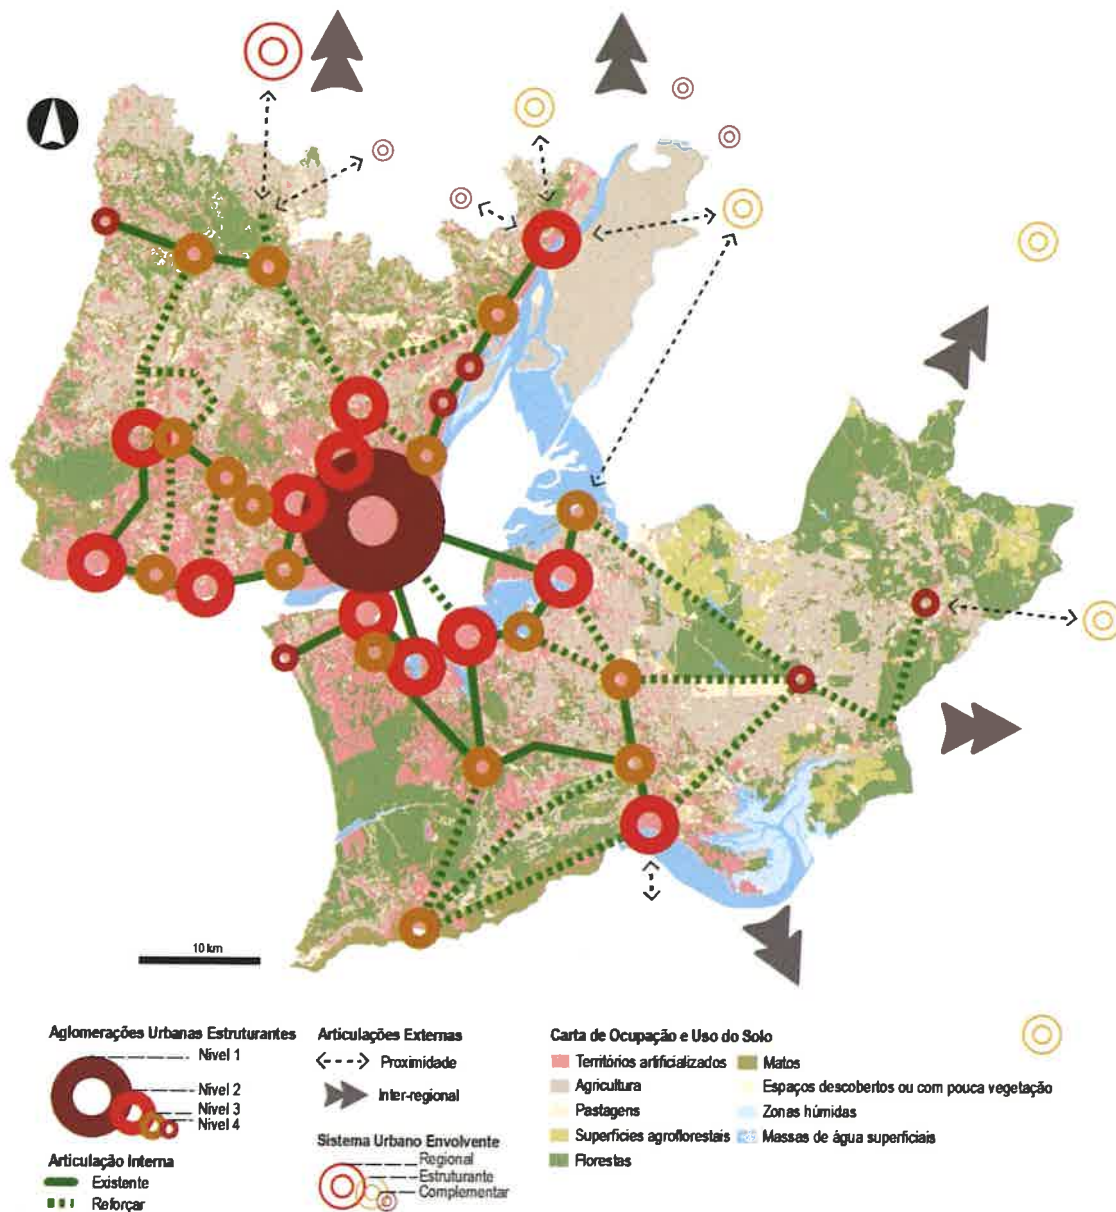 10 km
Aglomerações Urbanas Estruturantes
Nível 1
Nível 2
Nível 3
Nível 4
Articulação Interna
Existente
Reforçar
Articulações Externas
Proximidade
Inter-regional
Sistema Urbano Envolvente
Regional
Estruturante
Complementar
Carta de Ocupação e Uso do Solo
Territórios artificializados
Agricultura
Pastagens
Superfícies agroflorestais
Florestas
Matos
Espaços descobertos ou com pouca vegetação
Zonas húmidas
Massas de água superficiais